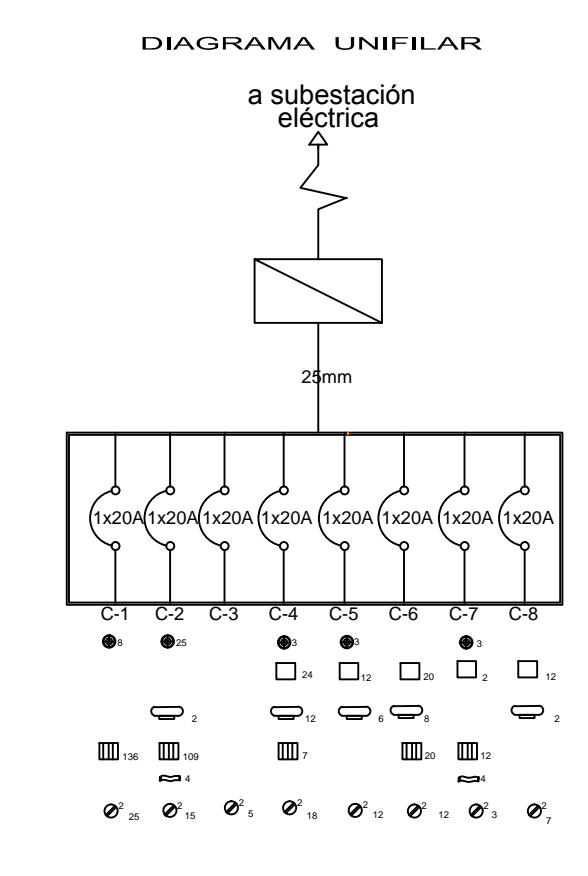 DIAGRAMA UNIFILAR
a subestación
eléctrica
25mm
1x20A 1x20A 1x20A 1x20A 1x20A 1x20A 1x20A 1x20A
C-1 C-2 C-3 C-4 C-5 C-6 C-7 C-8
8 25 3 3 3
24 12 20 2 12
2 12 6 8 2
136 109 7 20 12
4 4
2 25 2 15 2 5 2 18 2 12 2 12 2 3 2 7